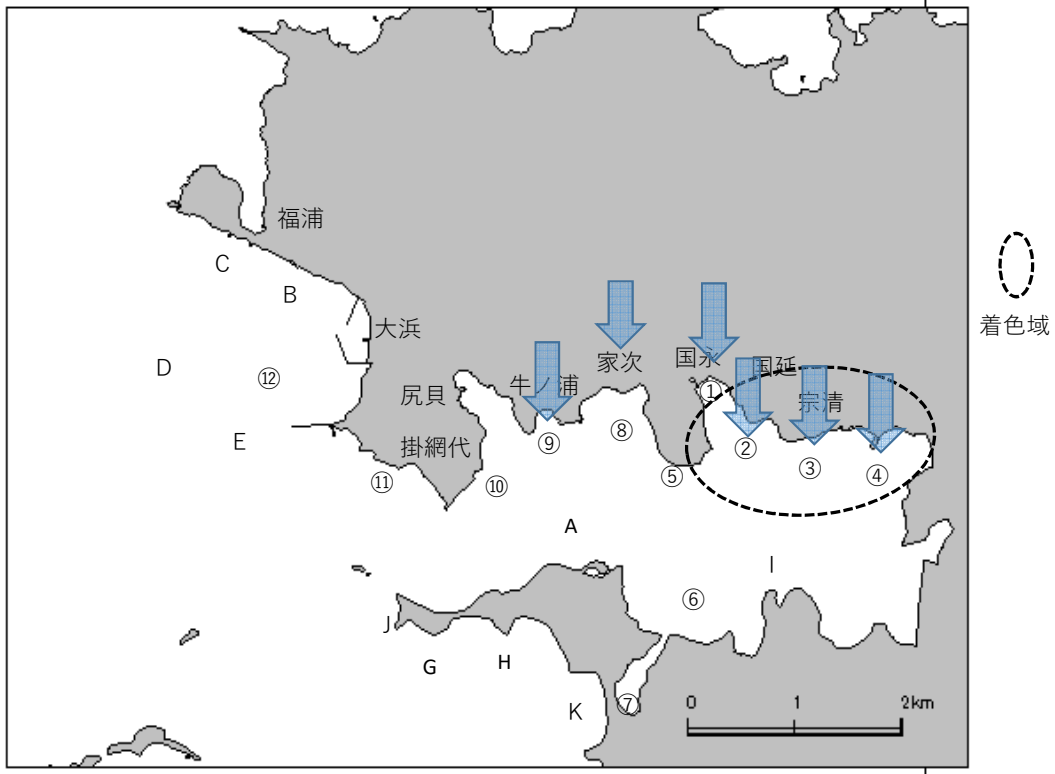 福浦
C
B
大浜
着色域
家次
国永
国延
D
⑫
尻貝
牛ノ浦
①
宗清
E
掛網代
⑨
⑧
②
③
④
⑪
⑩
⑤
A
I
⑥
J
G
H
K
⑦
0
1
2km